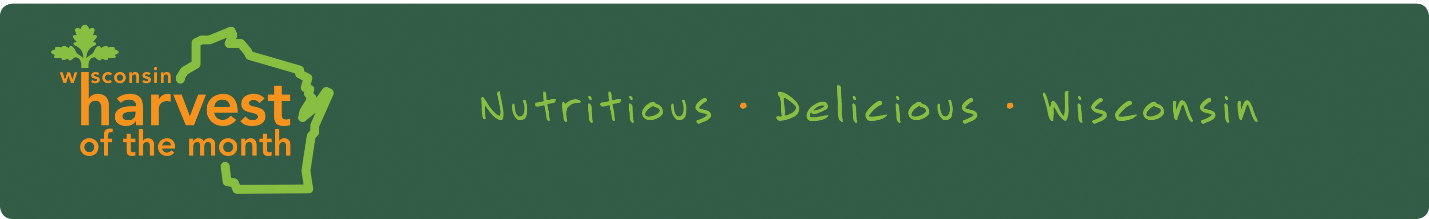 wisconsin
harvest
of the month
Nutritious • Delicious • Wisconsin